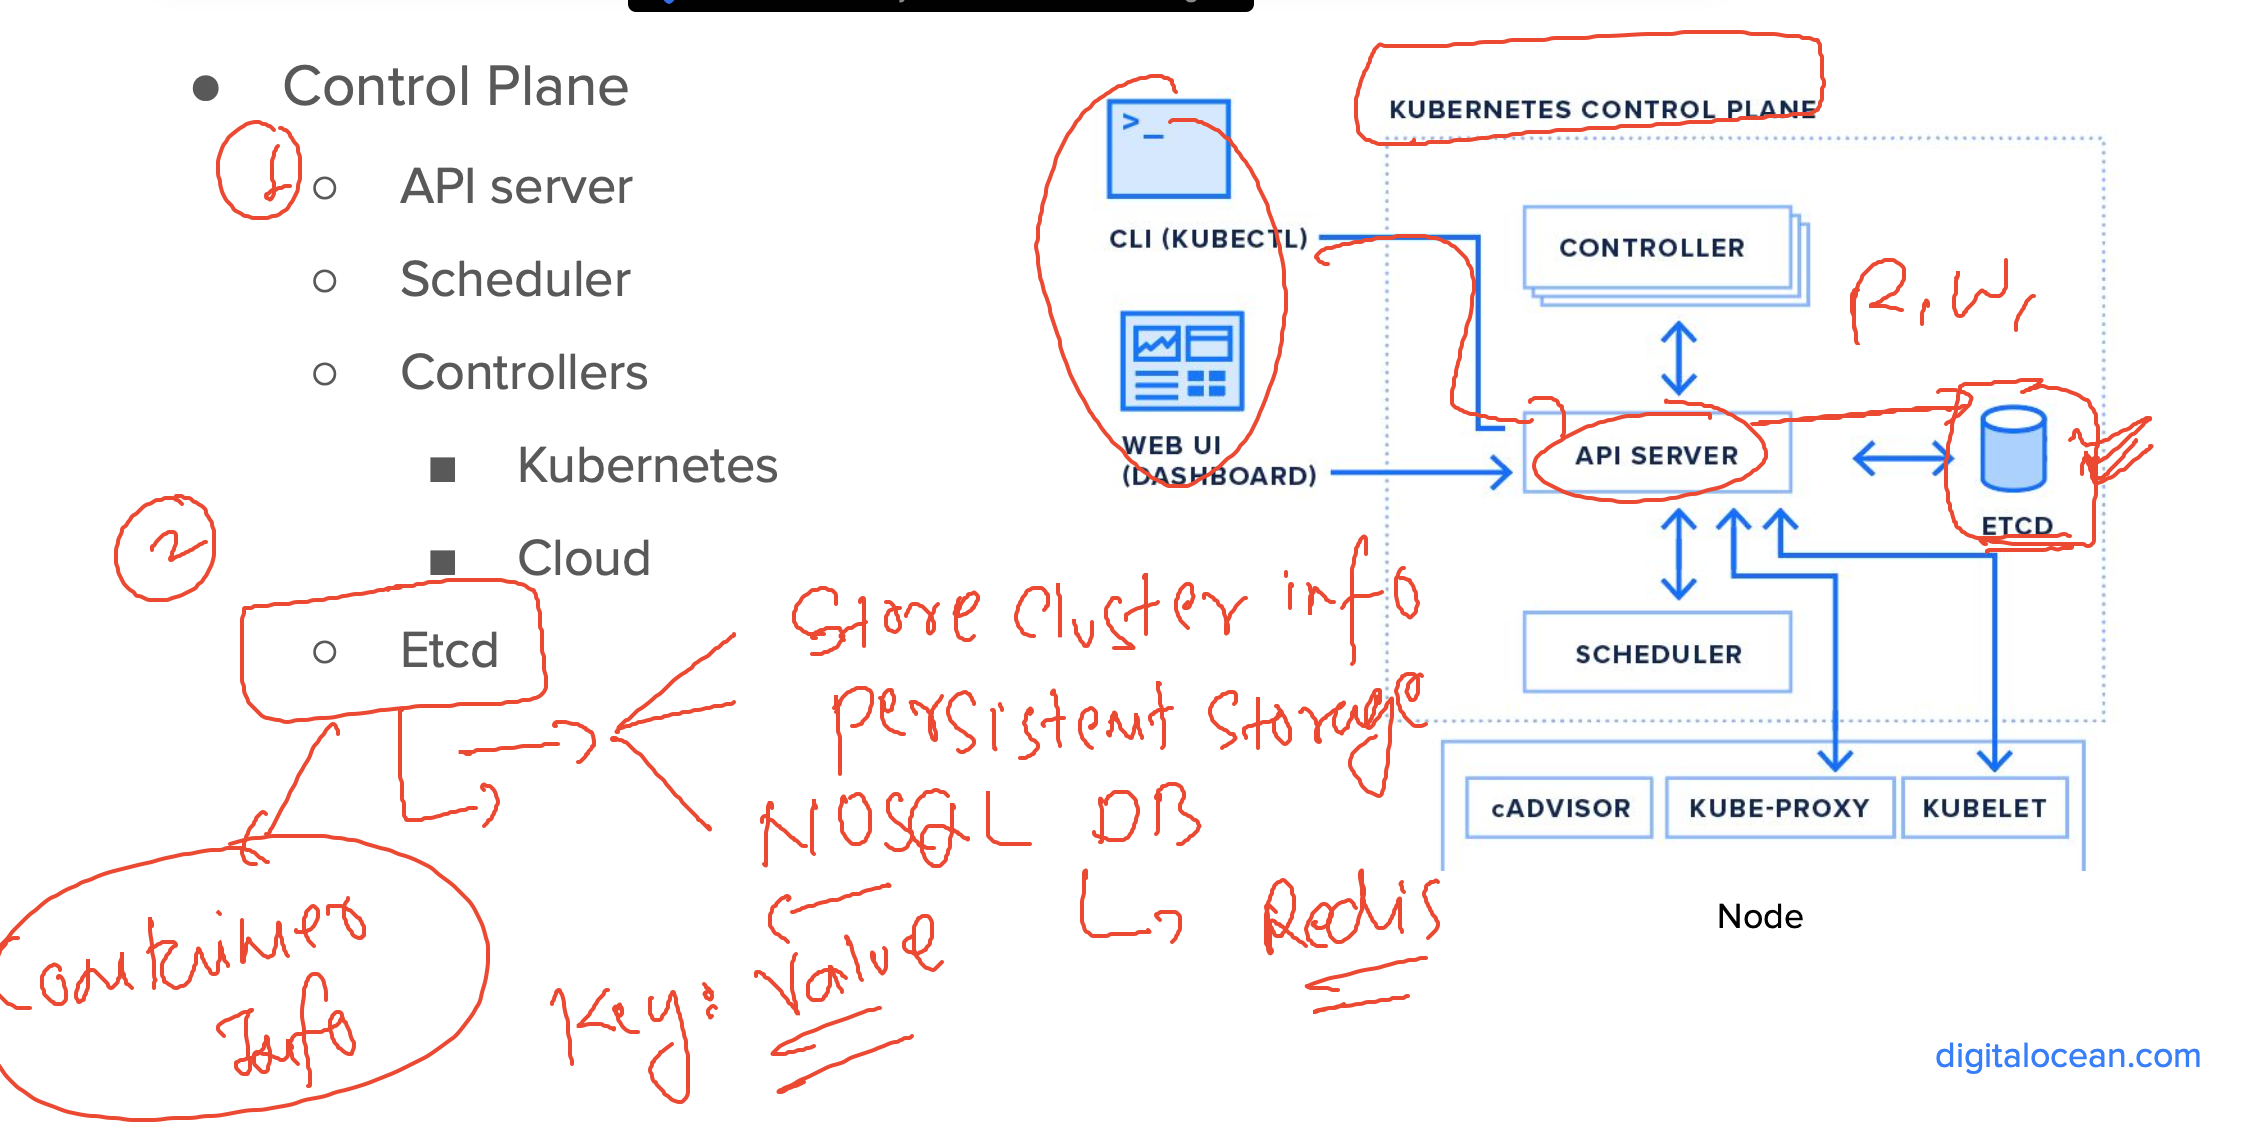 Control Plane
1
API server
Scheduler
Controllers
Kubernetes
Cloud
2
Etcd
Store Cluster info
Persistent Storage
NOSQL DB
Redis
Key: Value
Container
Info
KUBERNETES CONTROL PLANE
>_
CLI (KUBECTL)
WEB UI
(DASHBOARD)
CONTROLLER
R, W,
API SERVER
ETCD
SCHEDULER
cADVISOR
KUBE-PROXY
KUBELET
Node
digitalocean.com